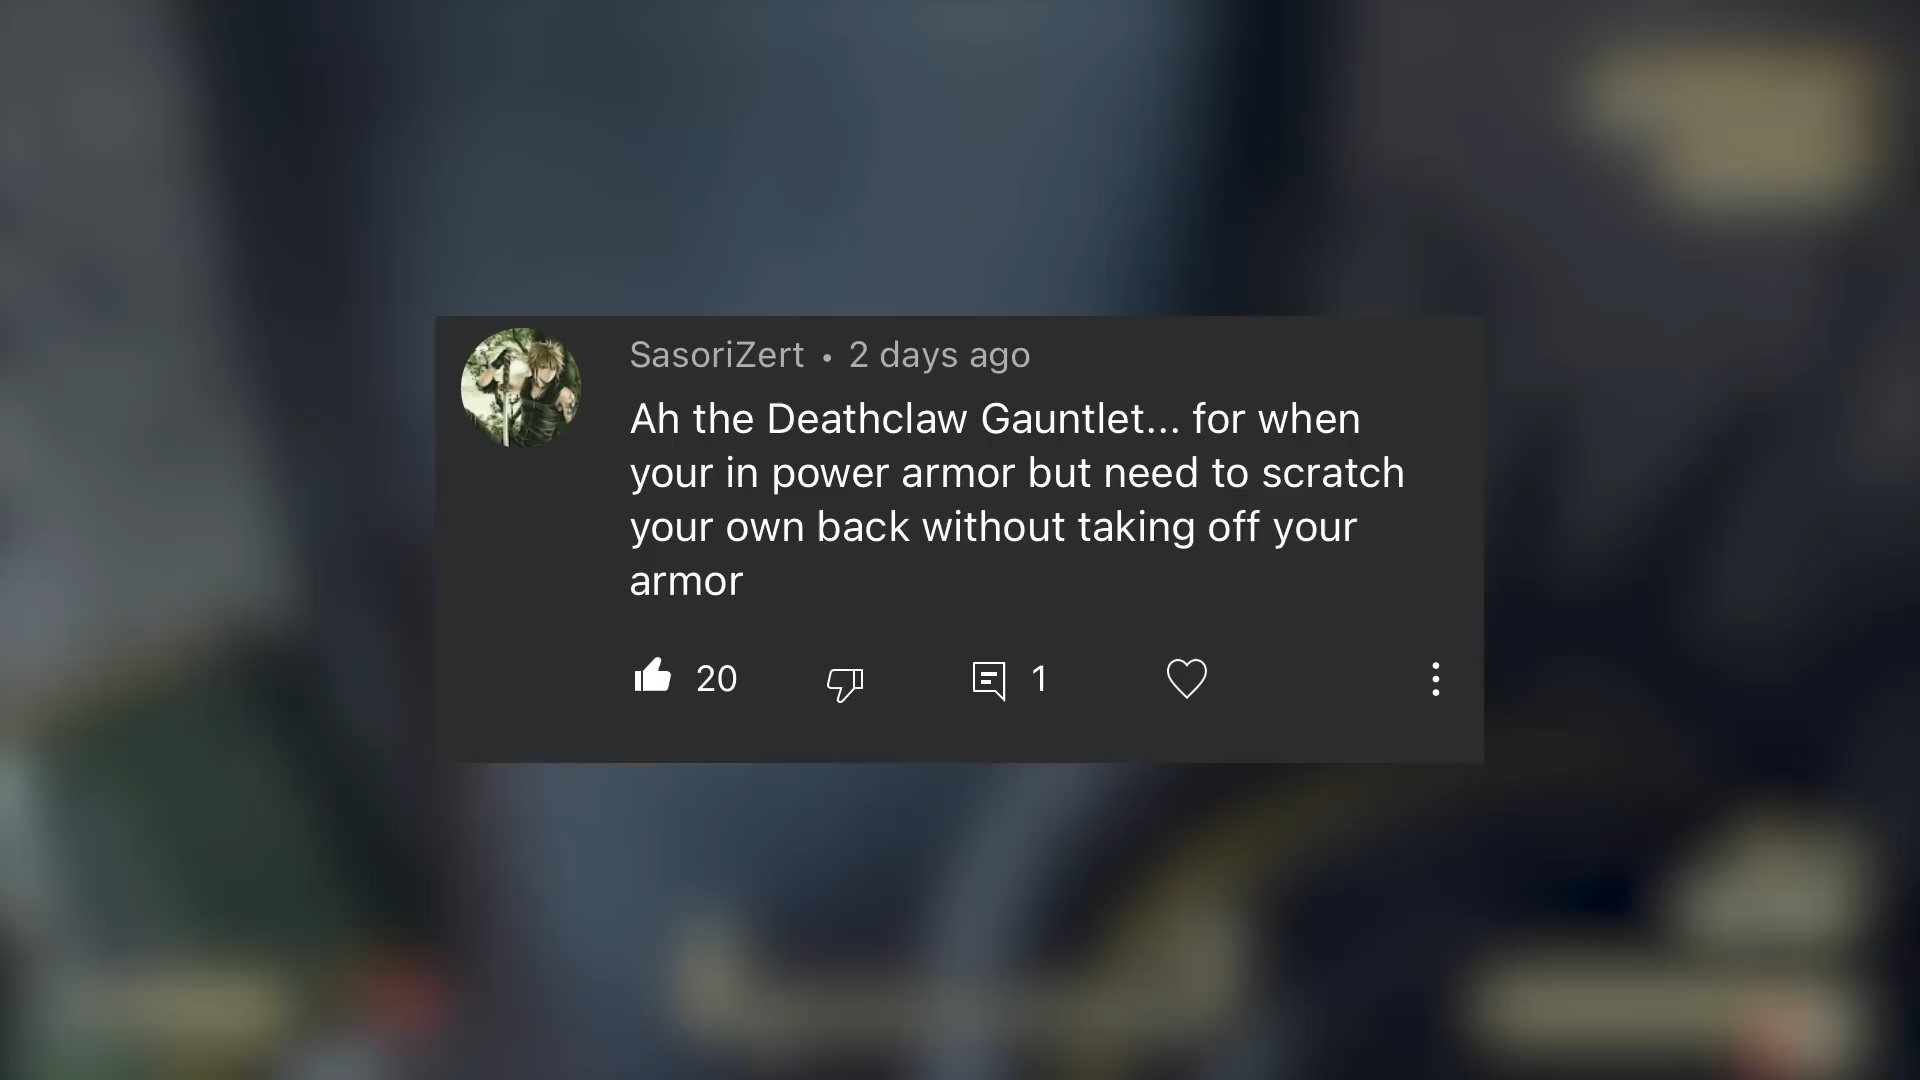 SasoriZert • 2 days ago
Ah the Deathclaw Gauntlet... for when
your in power armor but need to scratch
your own back without taking off your
armor
20 1